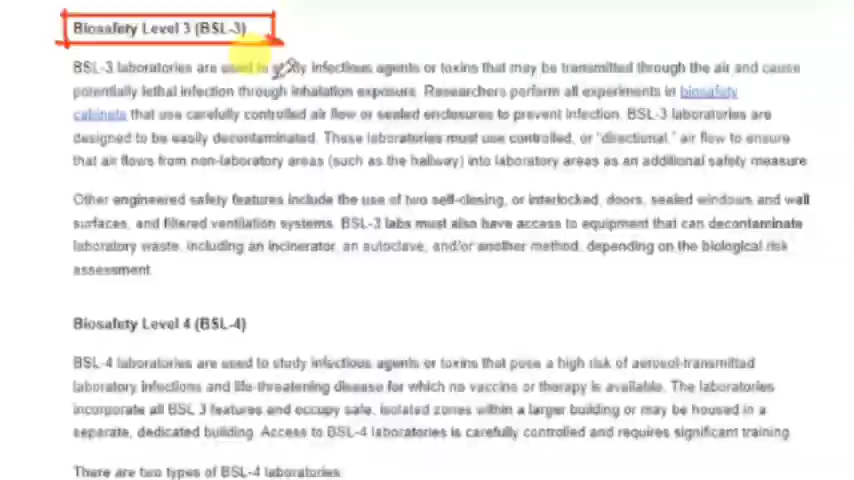 Biosafety Level 3 (BSL-3)
BSL-3 laboratories are used to study infectious agents or toxins that may be transmitted through the air and cause
potentially lethal infection through inhalation exposure. Researchers perform all experiments in biosafety
cabinets that use carefully controlled air flow or sealed enclosures to prevent infection. BSL-3 laboratories are
designed to be easily decontaminated. These laboratories must use controlled, or "directional," air flow to ensure
that air flows from non-laboratory areas (such as the hallway) into laboratory areas as an additional safety measure
Other engineered safety features include the use of two self-closing, or interlocked, doors, sealed windows and wall
surfaces, and filtered ventilation systems. BSL-3 labs must also have access to equipment that can decontaminate
laboratory waste, including an incinerator, an autoclave, and/or another method, depending on the biological risk
assessment
Biosafety Level 4 (BSL-4)
BSL-4 laboratories are used to study infectious agents or toxins that pose a high risk of aerosol-transmitted
laboratory infections and life-threatening disease for which no vaccine or therapy is available. The laboratories
incorporate all BSL 3 features and occupy safe, isolated zones within a larger building or may be housed in a
separate, dedicated building. Access to BSL-4 laboratories is carefully controlled and requires significant training
There are two types of BSL-4 laboratories